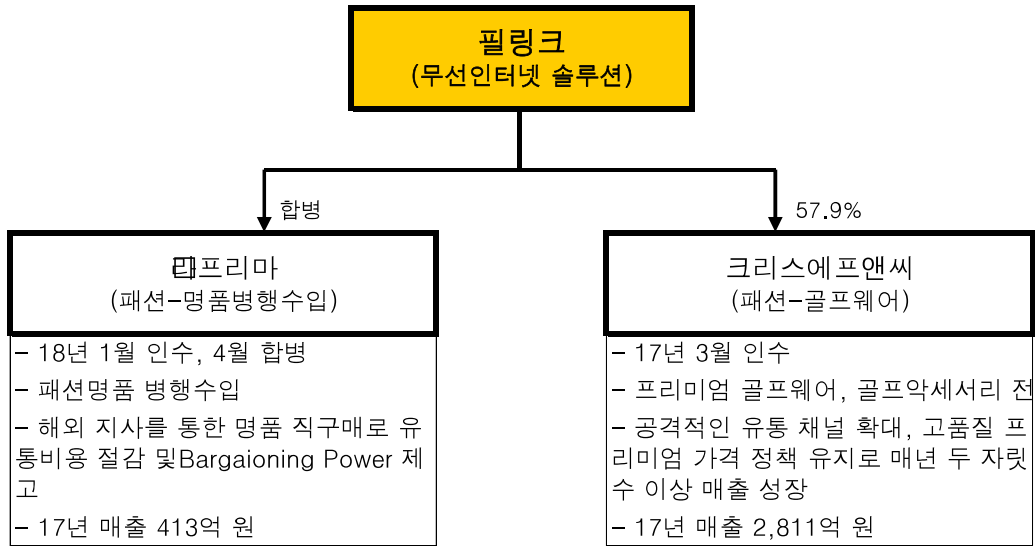 필링크
(무선인터넷 솔루션)
합병
57.9%
라프리마
(패션-명품병행수입)
- 18년 1월 인수, 4월 합병
- 패션명품 병행수입
- 해외 지사를 통한 명품 직구매로 유
통비용 절감 및Bargaioning Power 제
고
- 17년 매출 413억 원
크리스에프앤씨
(패션-골프웨어)
- 17년 3월 인수
- 프리미엄 골프웨어, 골프악세서리 전
- 공격적인 유통 채널 확대, 고품질 프
리미엄 가격 정책 유지로 매년 두 자릿
수 이상 매출 성장
- 17년 매출 2,811억 원